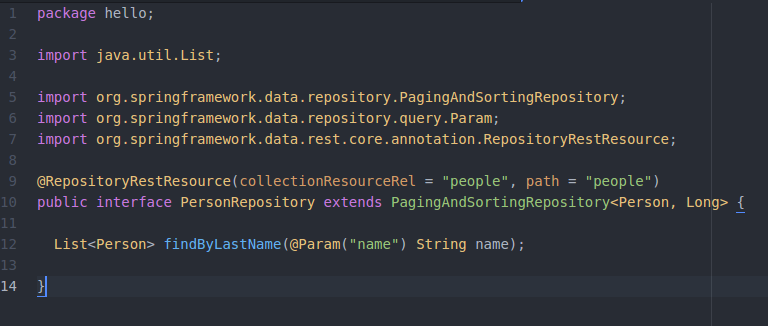 1 package hello;
2
3 import java.util.List;
4
5 import org.springframework.data.repository.PagingAndSortingRepository;
6 import org.springframework.data.repository.query.Param;
7 import org.springframework.data.rest.core.annotation.RepositoryRestResource;
8
9 @RepositoryRestResource(collectionResourceRel = "people", path = "people")
10 public interface PersonRepository extends PagingAndSortingRepository<Person, Long> {
11
12   List<Person> findByLastName(@Param("name") String name);
13
14 }